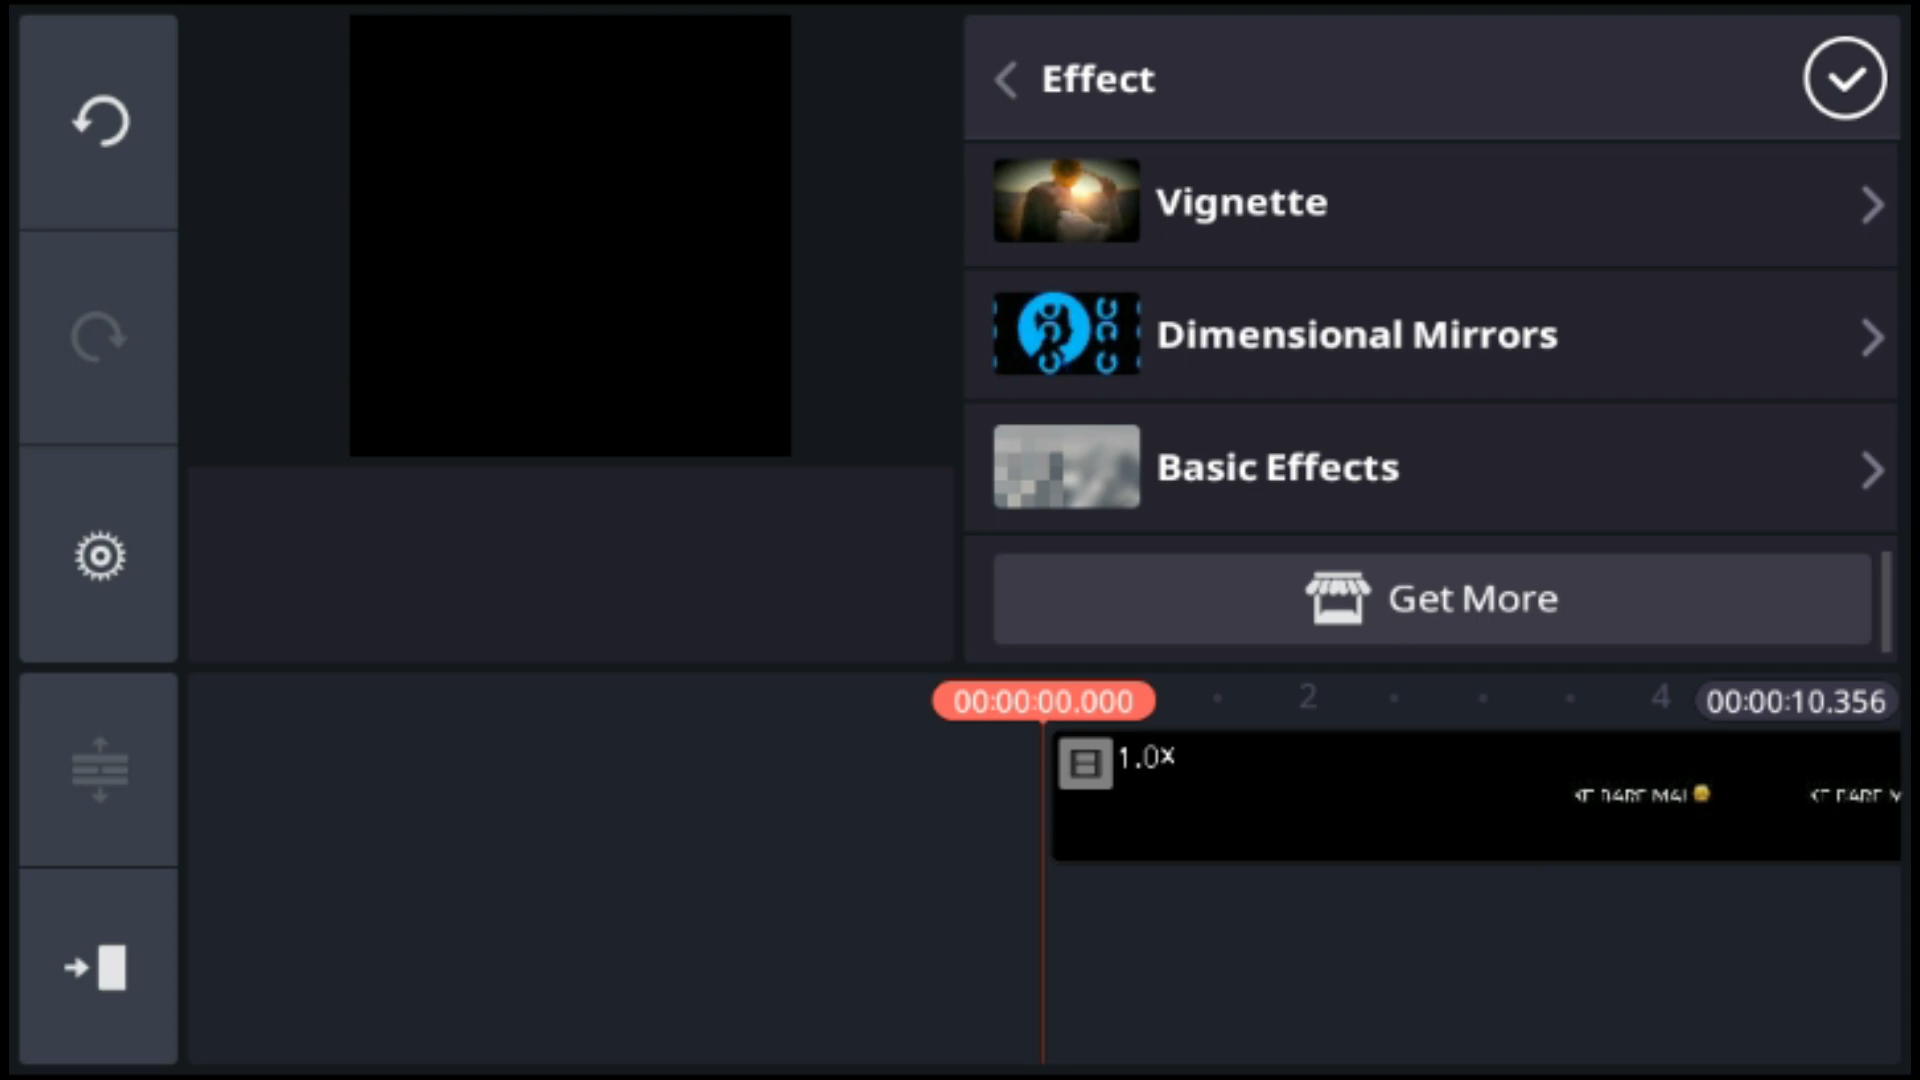 Effect
Vignette
Dimensional Mirrors
Basic Effects
Get More
00:00:00.000
2
4
00:00:10.356
1.0x